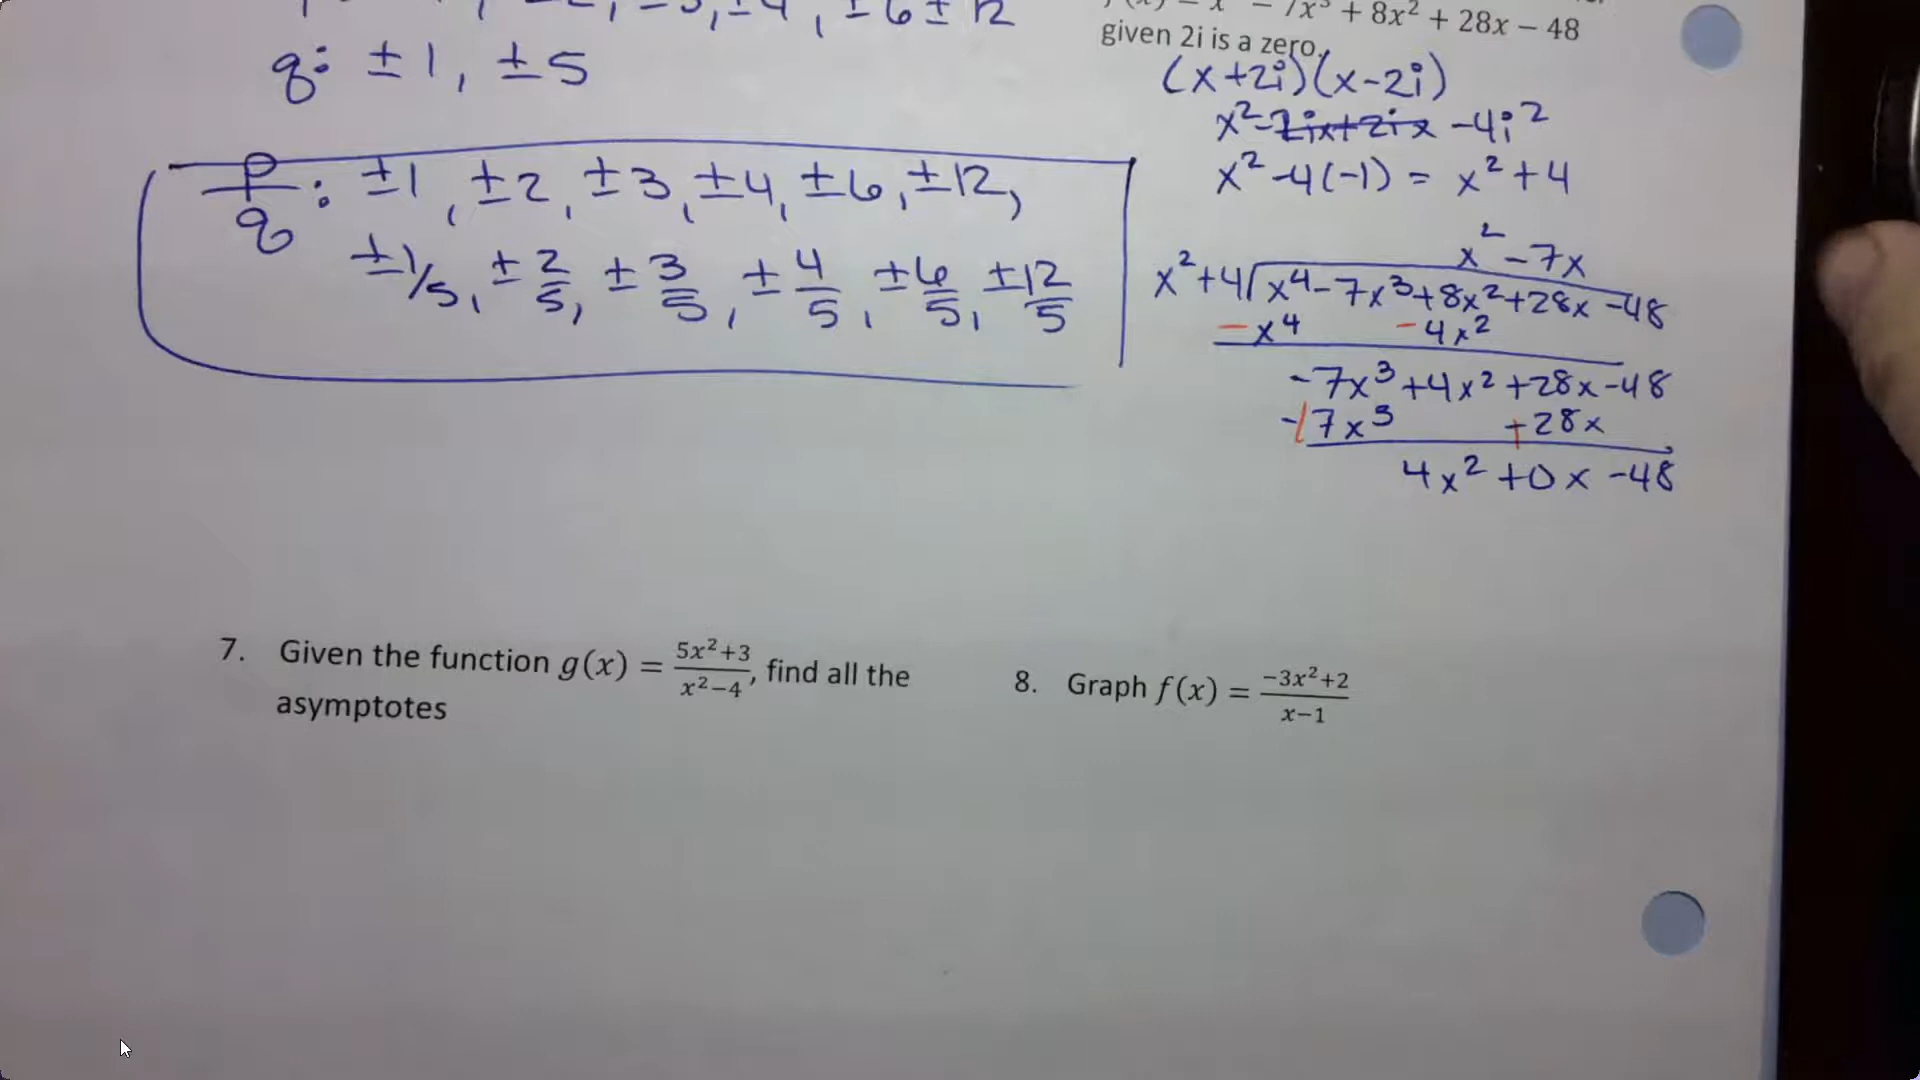 ± 6 ± 12
q: ± 1, ± 5
p/q: ±1, ±2, ±3, ±4, ±6, ±12,
±1/5, ±2/5, ±3/5, ±4/5, ±6/5, ±12/5
− 7x³ + 8x² + 28x − 48
given 2i is a zero.
(x+2i)(x-2i)
x²-2ix+2ix -4i²
x² -4(-1) = x²+4
x² -7x
x²+4 x⁴-7x³+8x²+28x-48
-x⁴ -4x²
-7x³+4x²+28x-48
-7x³ +28x
4x²+0x-48
7. Given the function g(x) = (5x²+3)/(x²−4), find all the
asymptotes
8. Graph f(x) = (−3x²+2)/(x−1)